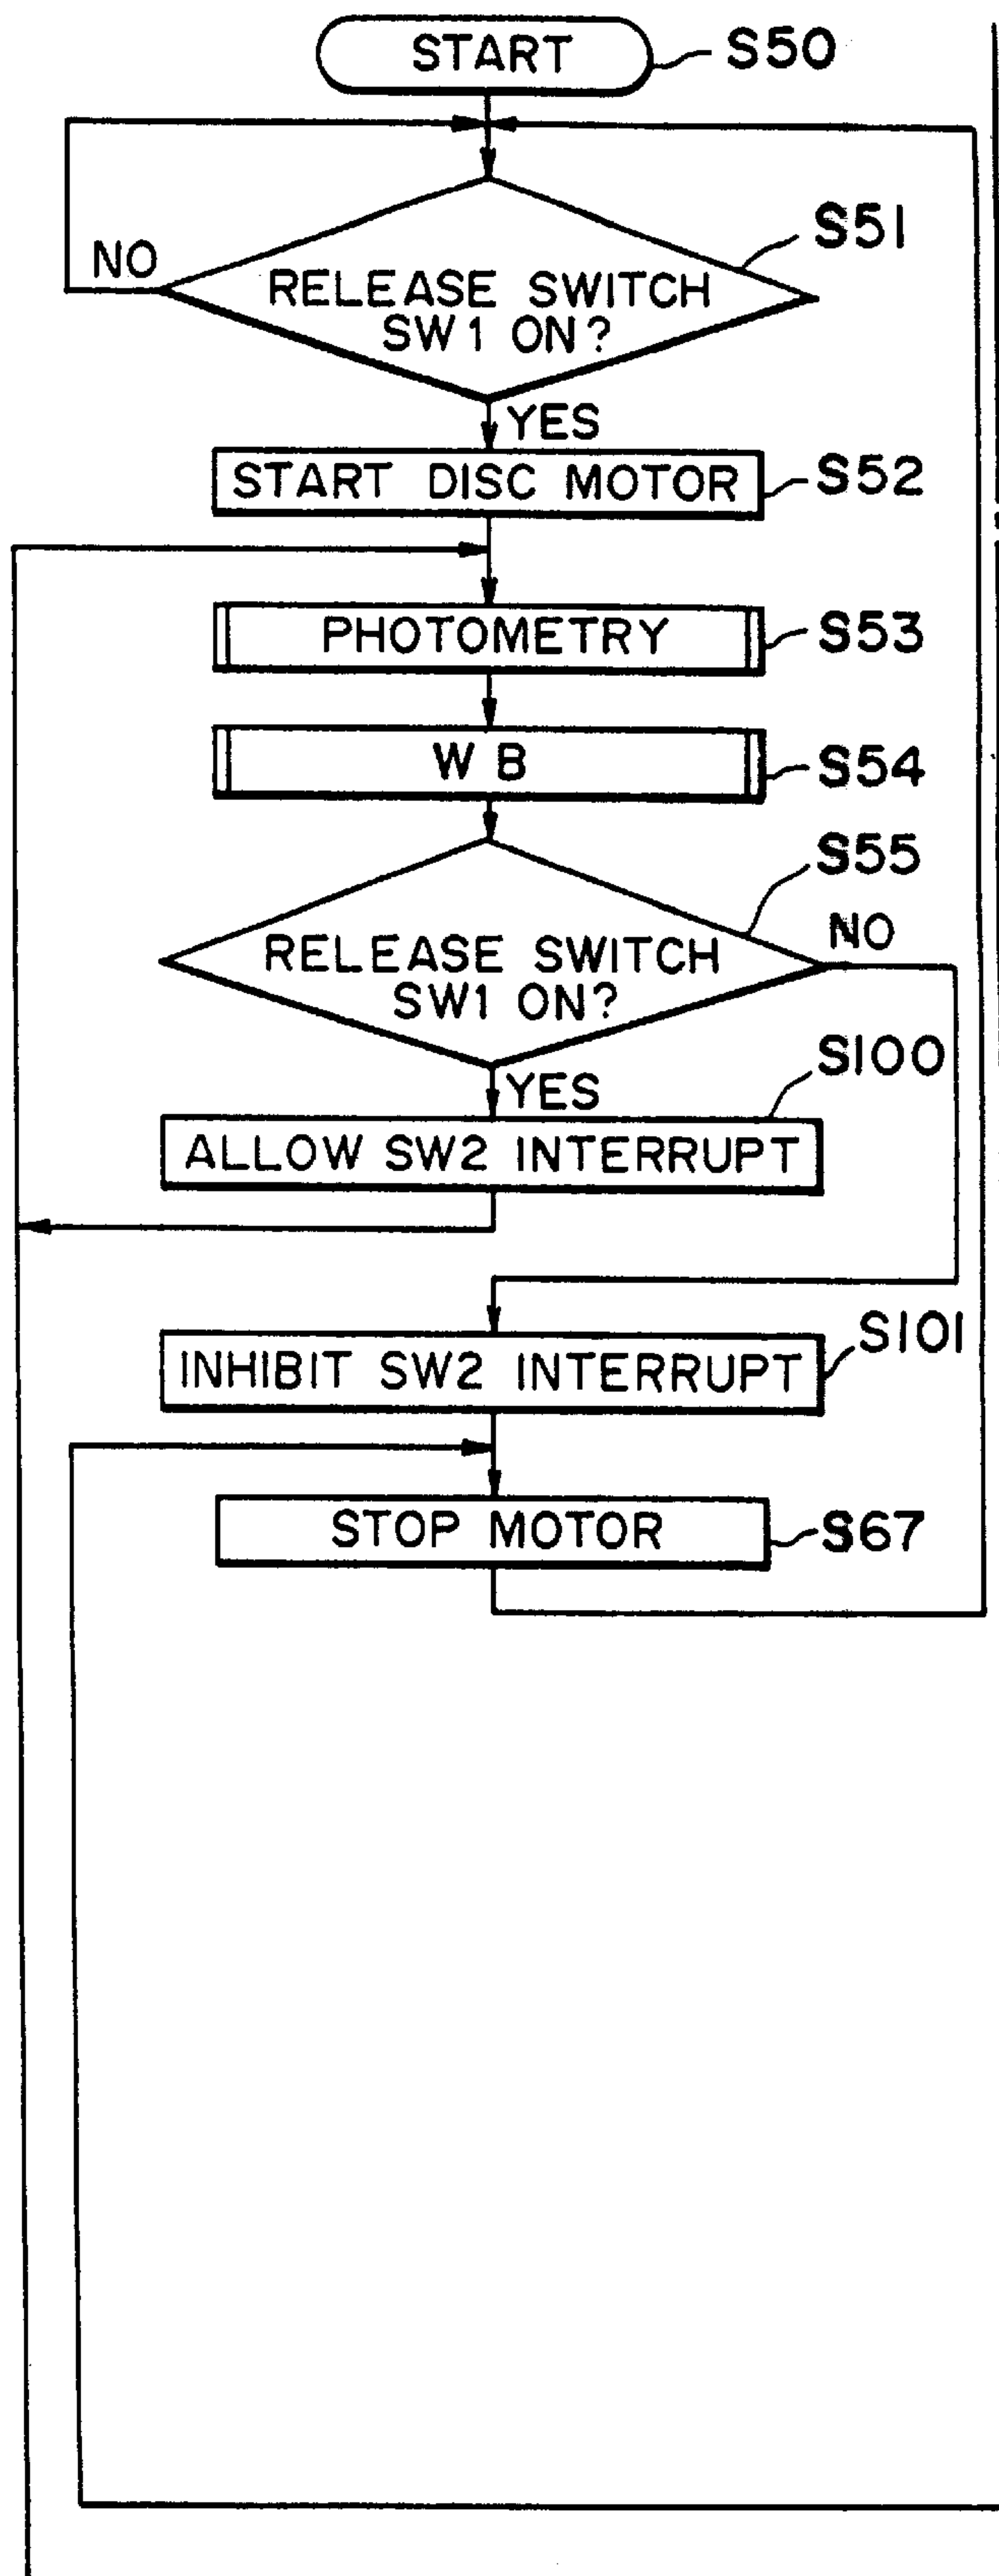 START
S50
S51
NO
RELEASE SWITCH
SW1 ON?
YES
START DISC MOTOR
S52
PHOTOMETRY
S53
WB
S54
S55
NO
RELEASE SWITCH
SW1 ON?
S100
YES
ALLOW SW2 INTERRUPT
S101
INHIBIT SW2 INTERRUPT
STOP MOTOR
S67